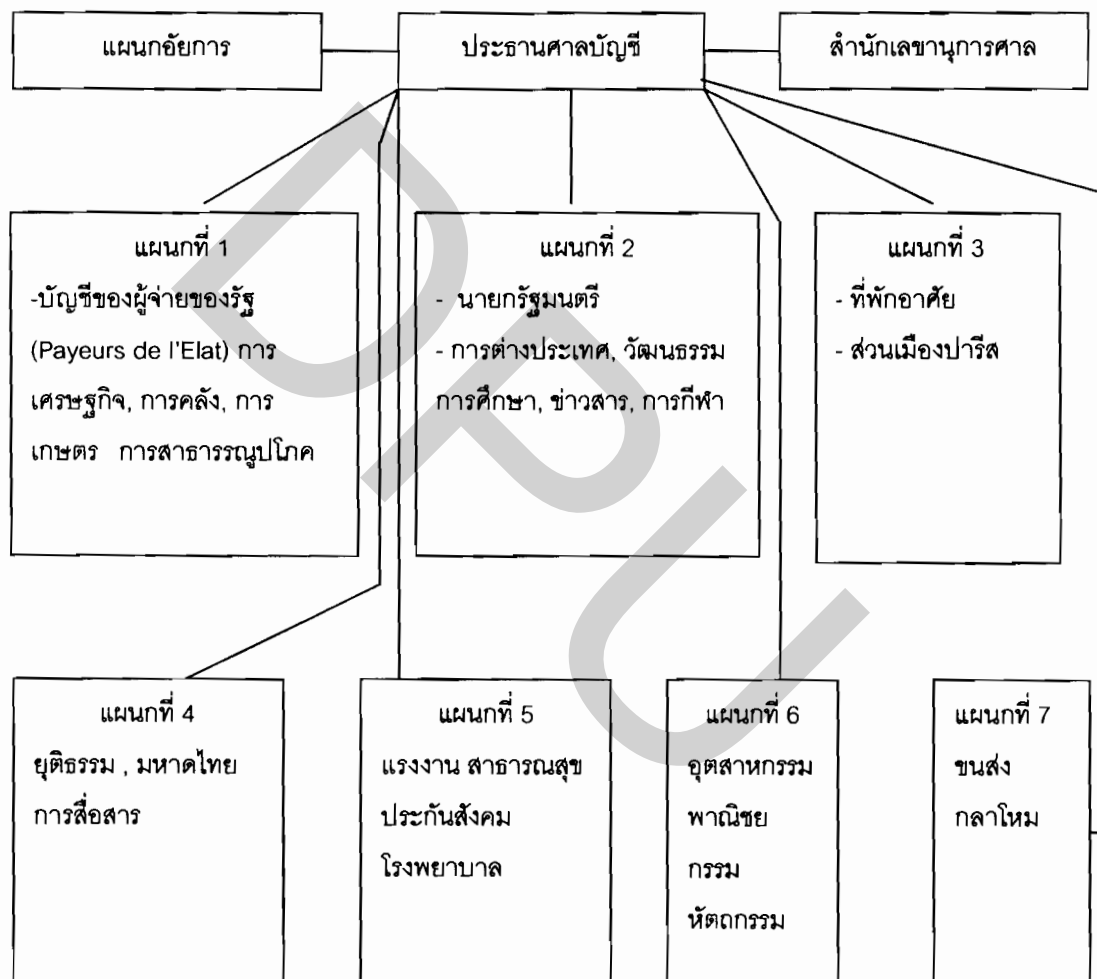 แผนกอัยการ
ประธานศาลบัญชี
สำนักเลขานุการศาล
แผนกที่ 1
-บัญชีของผู้จ่ายของรัฐ
(Payeurs de l'Elat) การ
เศรษฐกิจ, การคลัง, การ
เกษตร การสาธารรณูปโภค
แผนกที่ 2
- นายกรัฐมนตรี
- การต่างประเทศ, วัฒนธรรม
การศึกษา, ข่าวสาร, การกีฬา
แผนกที่ 3
- ที่พักอาศัย
- ส่วนเมืองปารีส
แผนกที่ 4
ยุติธรรม , มหาดไทย
การสื่อสาร
แผนกที่ 5
แรงงาน สาธารณสุข
ประกันสังคม
โรงพยาบาล
แผนกที่ 6
อุตสาหกรรม
พาณิชย
กรรม
หัตถกรรม
แผนกที่ 7
ขนส่ง
กลาโหม
DPU